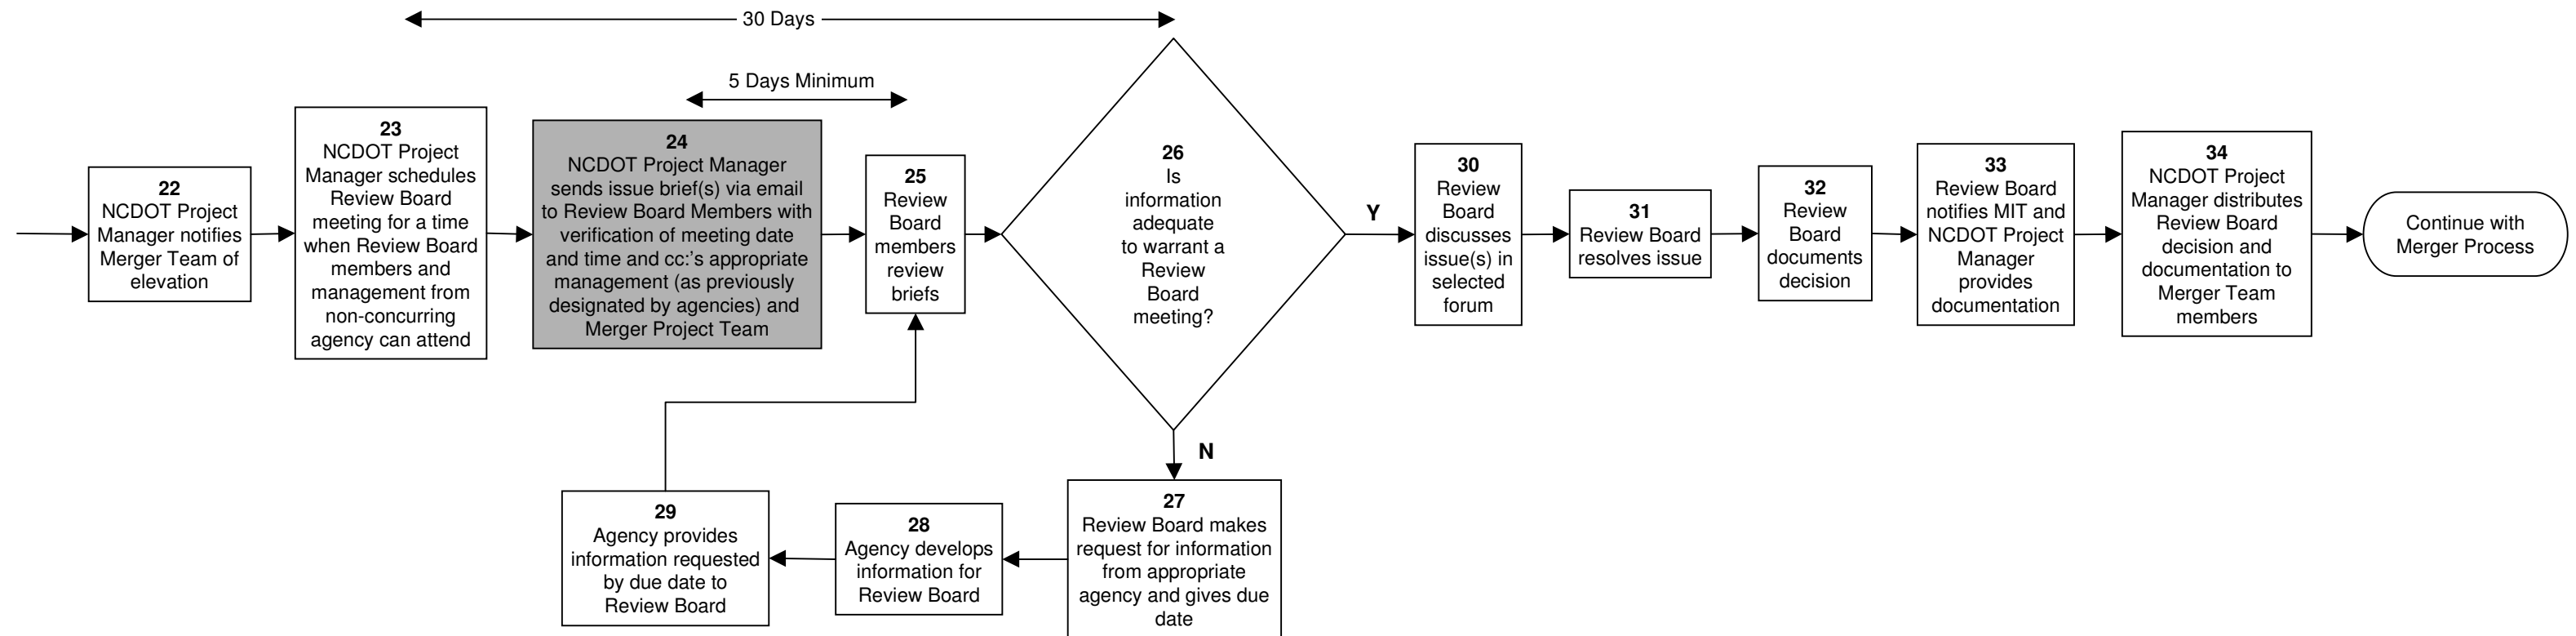 30 Days
5 Days Minimum
22
NCDOT Project
Manager notifies
Merger Team of
elevation
23
NCDOT Project
Manager schedules
Review Board
meeting for a time
when Review Board
members and
management from
non-concurring
agency can attend
24
NCDOT Project Manager
sends issue brief(s) via email
to Review Board Members with
verification of meeting date
and time and cc:'s appropriate
management (as previously
designated by agencies) and
Merger Project Team
25
Review
Board
members
review
briefs
26
Is
information
adequate
to warrant a
Review
Board
meeting?
Y
30
Review
Board
discusses
issue(s) in
selected
forum
31
Review Board
resolves issue
32
Review
Board
documents
decision
33
Review Board
notifies MIT and
NCDOT Project
Manager
provides
documentation
34
NCDOT Project
Manager distributes
Review Board
decision and
documentation to
Merger Team
members
Continue with
Merger Process
N
27
Review Board makes
request for information
from appropriate
agency and gives due
date
28
Agency develops
information for
Review Board
29
Agency provides
information requested
by due date to
Review Board